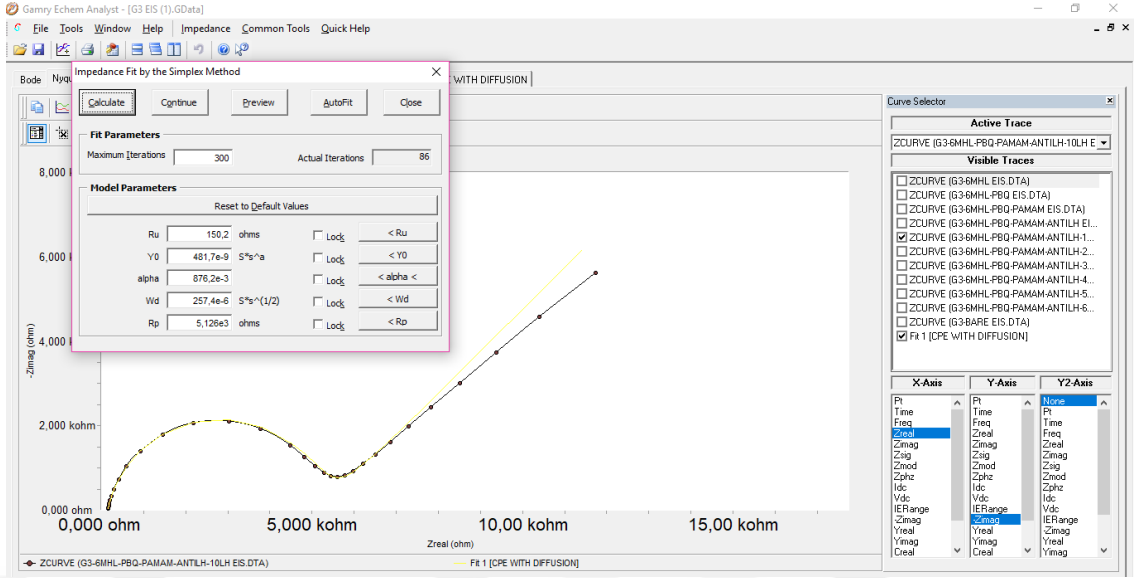 Gamry Echem Analyst - [G3 EIS (1).GData]
File Tools Window Help Impedance Common Tools Quick Help
Bode Nyqu WITH DIFFUSION
Impedance Fit by the Simplex Method
Calculate Continue Preview AutoFit Close
Fit Parameters
Maximum Iterations 300 Actual Iterations 86
Model Parameters
Reset to Default Values
Ru 150,2 ohms Lock < Ru
Y0 481,7e-9 S*s^a Lock < Y0
alpha 876,2e-3 Lock < alpha <
Wd 257,4e-6 S*s^(1/2) Lock < Wd
Rp 5,126e3 ohms Lock < Rp
8,000
6,000
4,000
2,000 kohm
0,000 ohm
-Zimag (ohm)
0,000 ohm 5,000 kohm 10,00 kohm 15,00 kohm
Zreal (ohm)
ZCURVE (G3-6MHL-PBQ-PAMAM-ANTILH-10LH EIS.DTA) Fit 1 [CPE WITH DIFFUSION]
Curve Selector
Active Trace
ZCURVE (G3-6MHL-PBQ-PAMAM-ANTILH-10LH E
Visible Traces
ZCURVE (G3-6MHL EIS.DTA)
ZCURVE (G3-6MHL-PBQ EIS.DTA)
ZCURVE (G3-6MHL-PBQ-PAMAM EIS.DTA)
ZCURVE (G3-6MHL-PBQ-PAMAM-ANTILH EI...
ZCURVE (G3-6MHL-PBQ-PAMAM-ANTILH-1...
ZCURVE (G3-6MHL-PBQ-PAMAM-ANTILH-2...
ZCURVE (G3-6MHL-PBQ-PAMAM-ANTILH-3...
ZCURVE (G3-6MHL-PBQ-PAMAM-ANTILH-4...
ZCURVE (G3-6MHL-PBQ-PAMAM-ANTILH-5...
ZCURVE (G3-6MHL-PBQ-PAMAM-ANTILH-6...
ZCURVE (G3-BARE EIS.DTA)
Fit 1 [CPE WITH DIFFUSION]
X-Axis Y-Axis Y2-Axis
Pt Pt None
Time Time Pt
Freq Freq Time
Zreal Zreal Freq
Zimag Zimag Zreal
Zsig Zsig Zimag
Zmod Zmod Zsig
Zphz Zphz Zmod
Idc Idc Zphz
Vdc Vdc Idc
IERange IERange Vdc
-Zimag -Zimag IERange
Yreal Yreal -Zimag
Yimag Yimag Yreal
Creal Creal Yimag